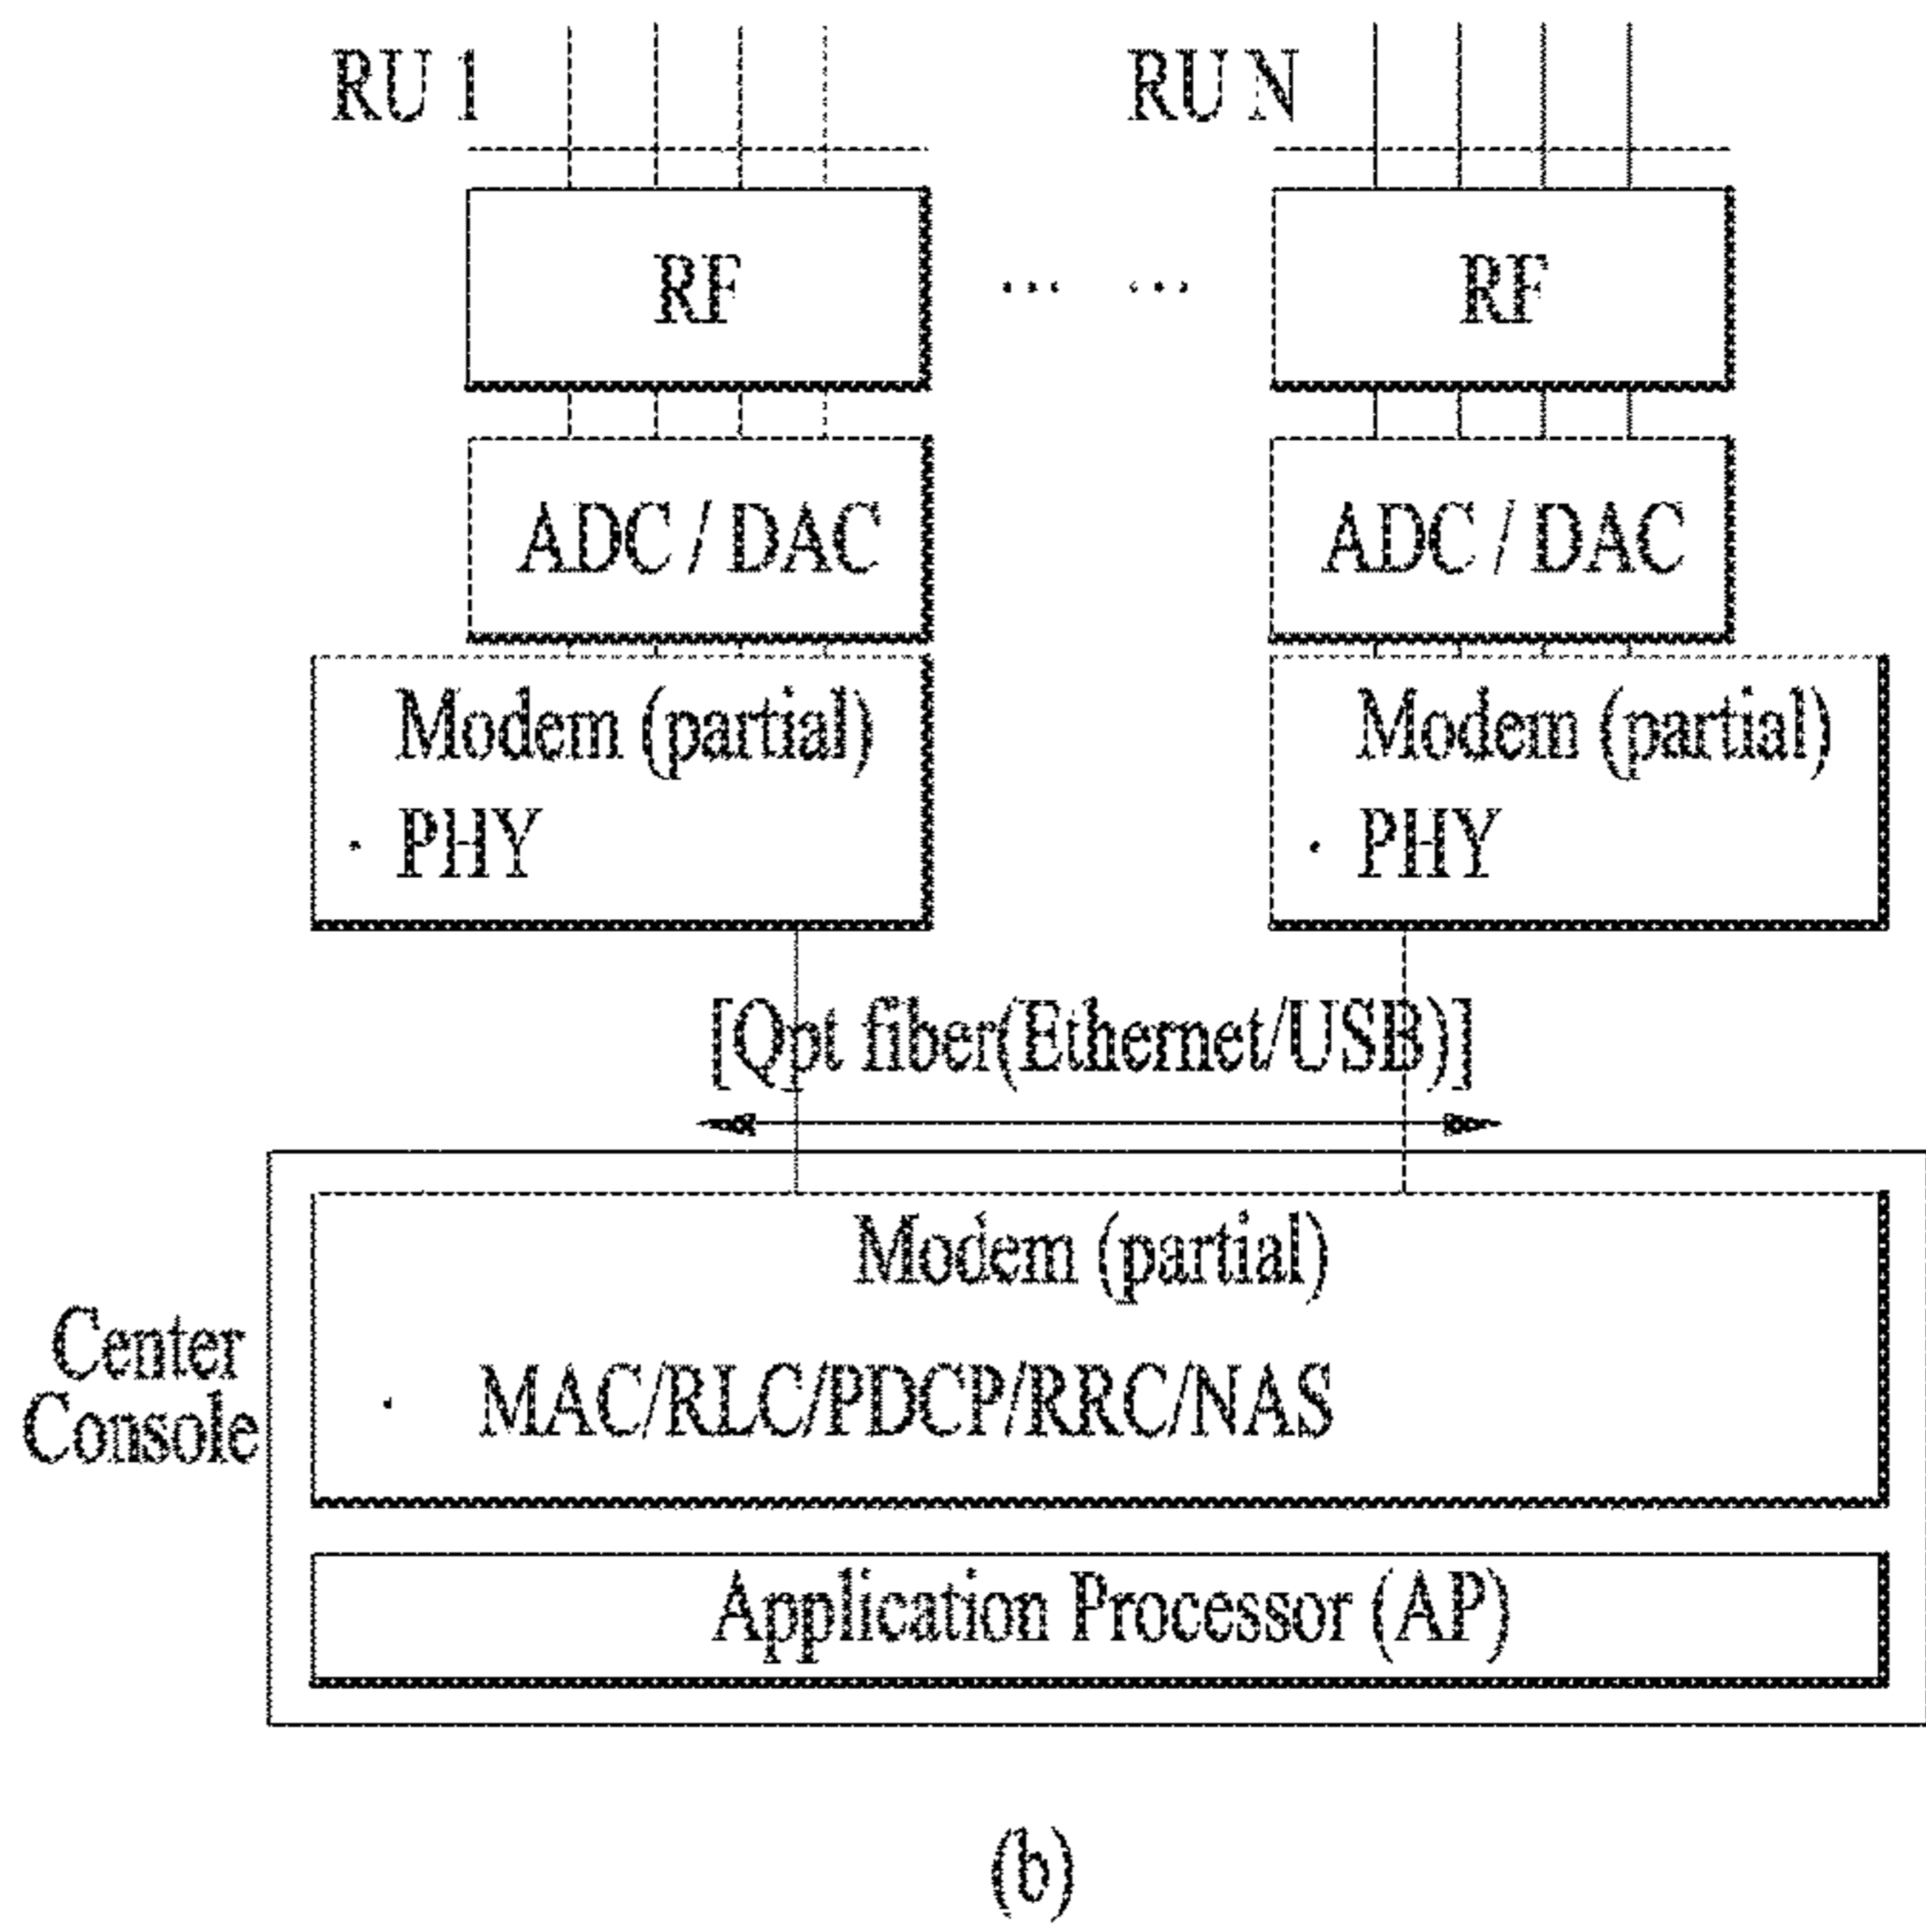 RU 1
RU N
RF
... ...
RF
ADC / DAC
ADC / DAC
Modem (partial)
· PHY
Modem (partial)
· PHY
[Opt fiber(Ethernet/USB)]
Center
Console
Modem (partial)
· MAC/RLC/PDCP/RRC/NAS
Application Processor (AP)
(b)